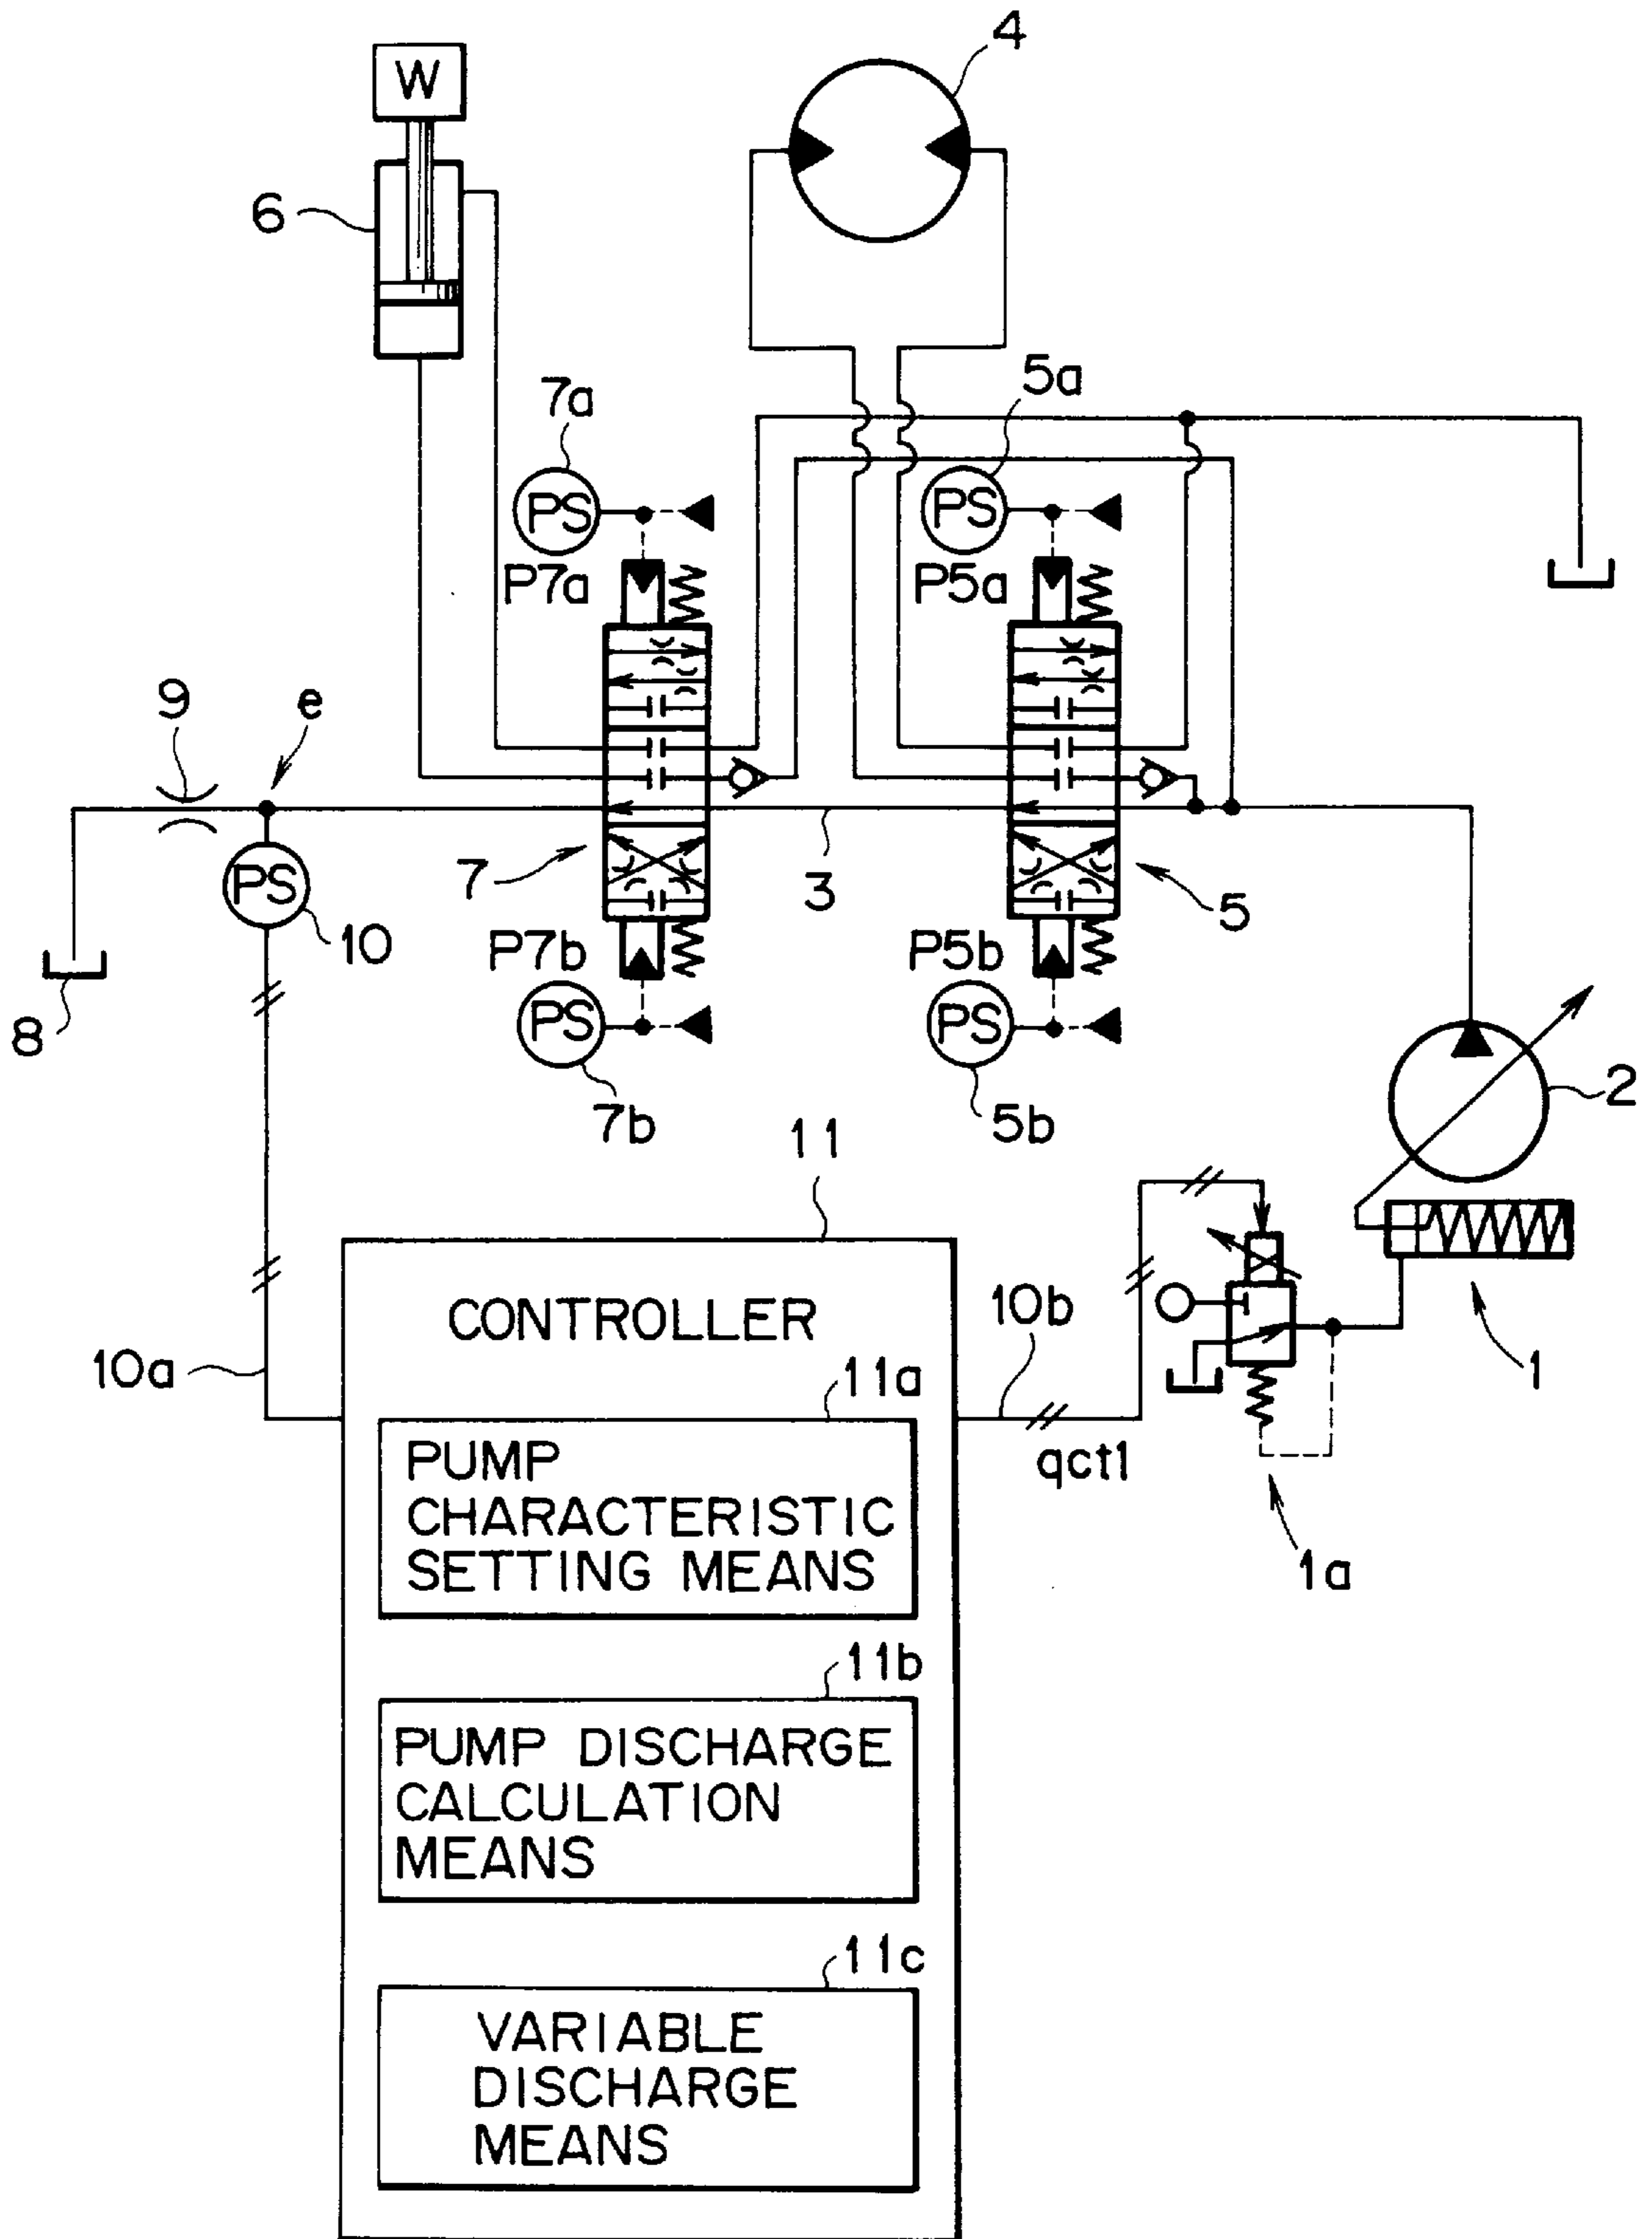 4
W
6
7a
5a
PS
PS
P7a
P5a
9
e
7
3
5
PS
10
P7b
P5b
8
PS
PS
2
7b
5b
11
CONTROLLER
10b
10a
11a
1
PUMP
CHARACTERISTIC
SETTING MEANS
qct1
1a
11b
PUMP DISCHARGE
CALCULATION
MEANS
11c
VARIABLE
DISCHARGE
MEANS